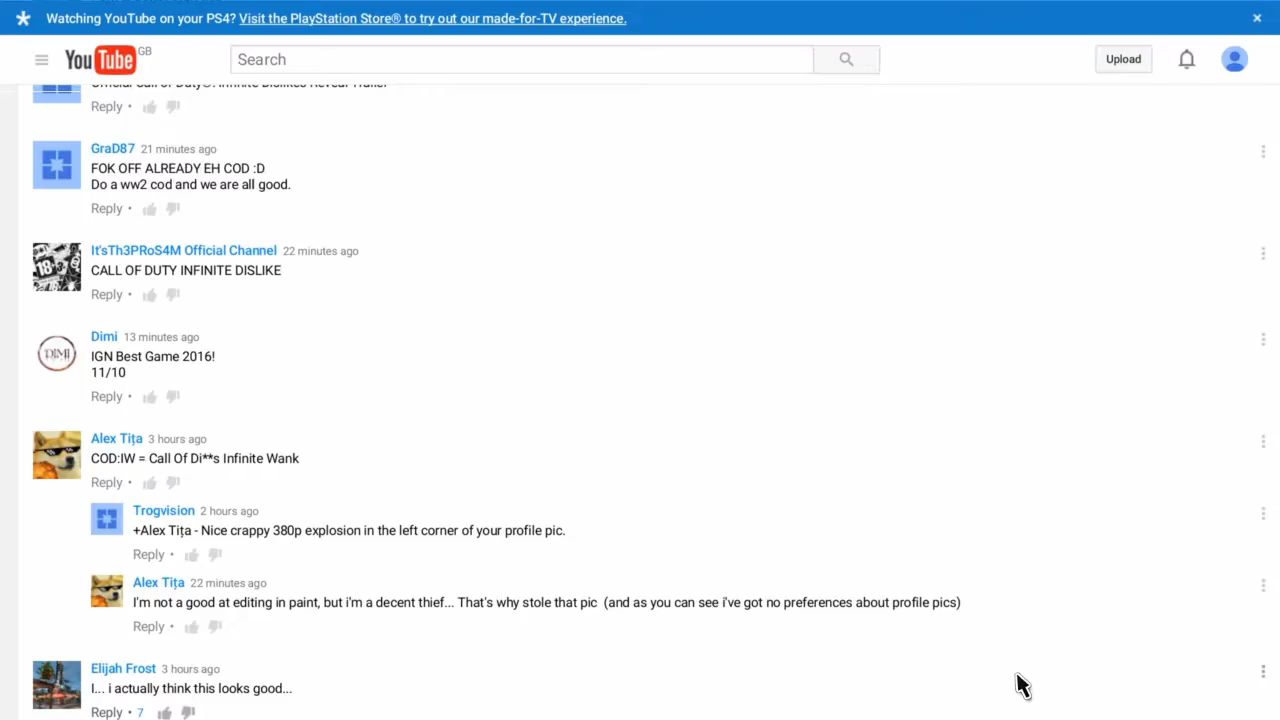 Watching YouTube on your PS4? Visit the PlayStation Store® to try out our made-for-TV experience.
YouTube GB
Search
Upload
Official Call of Duty®: Infinite Dislikes Reveal Trailer
Reply •
GraD87 21 minutes ago
FOK OFF ALREADY EH COD :D
Do a ww2 cod and we are all good.
Reply •
18+
It'sTh3PRoS4M Official Channel 22 minutes ago
CALL OF DUTY INFINITE DISLIKE
Reply •
DIMI
Dimi 13 minutes ago
IGN Best Game 2016!
11/10
Reply •
Alex Tița 3 hours ago
COD:IW = Call Of Di**s Infinite Wank
Reply •
Trogvision 2 hours ago
+Alex Tița - Nice crappy 380p explosion in the left corner of your profile pic.
Reply •
Alex Tița 22 minutes ago
I'm not a good at editing in paint, but i'm a decent thief... That's why stole that pic  (and as you can see i've got no preferences about profile pics)
Reply •
Elijah Frost 3 hours ago
I... i actually think this looks good...
Reply • 7